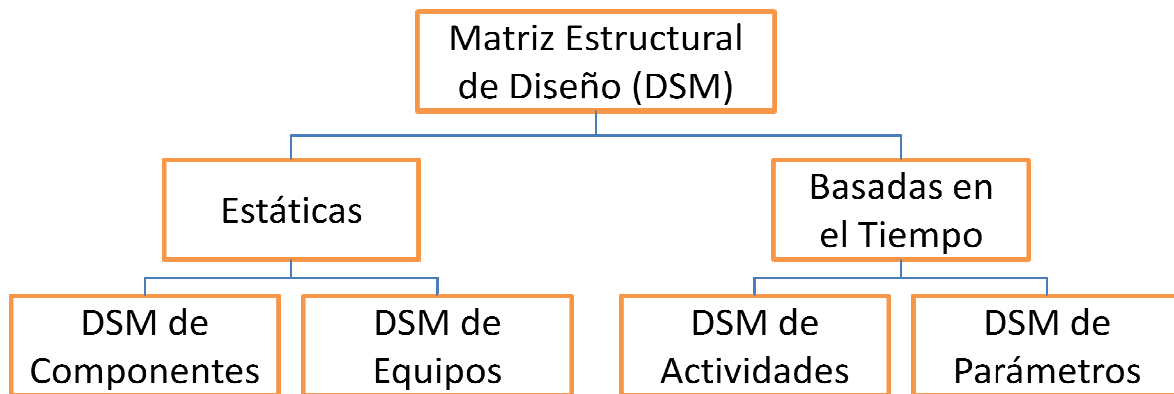 Matriz Estructural
de Diseño (DSM)
Estáticas
Basadas en
el Tiempo
DSM de
Componentes
DSM de
Equipos
DSM de
Actividades
DSM de
Parámetros